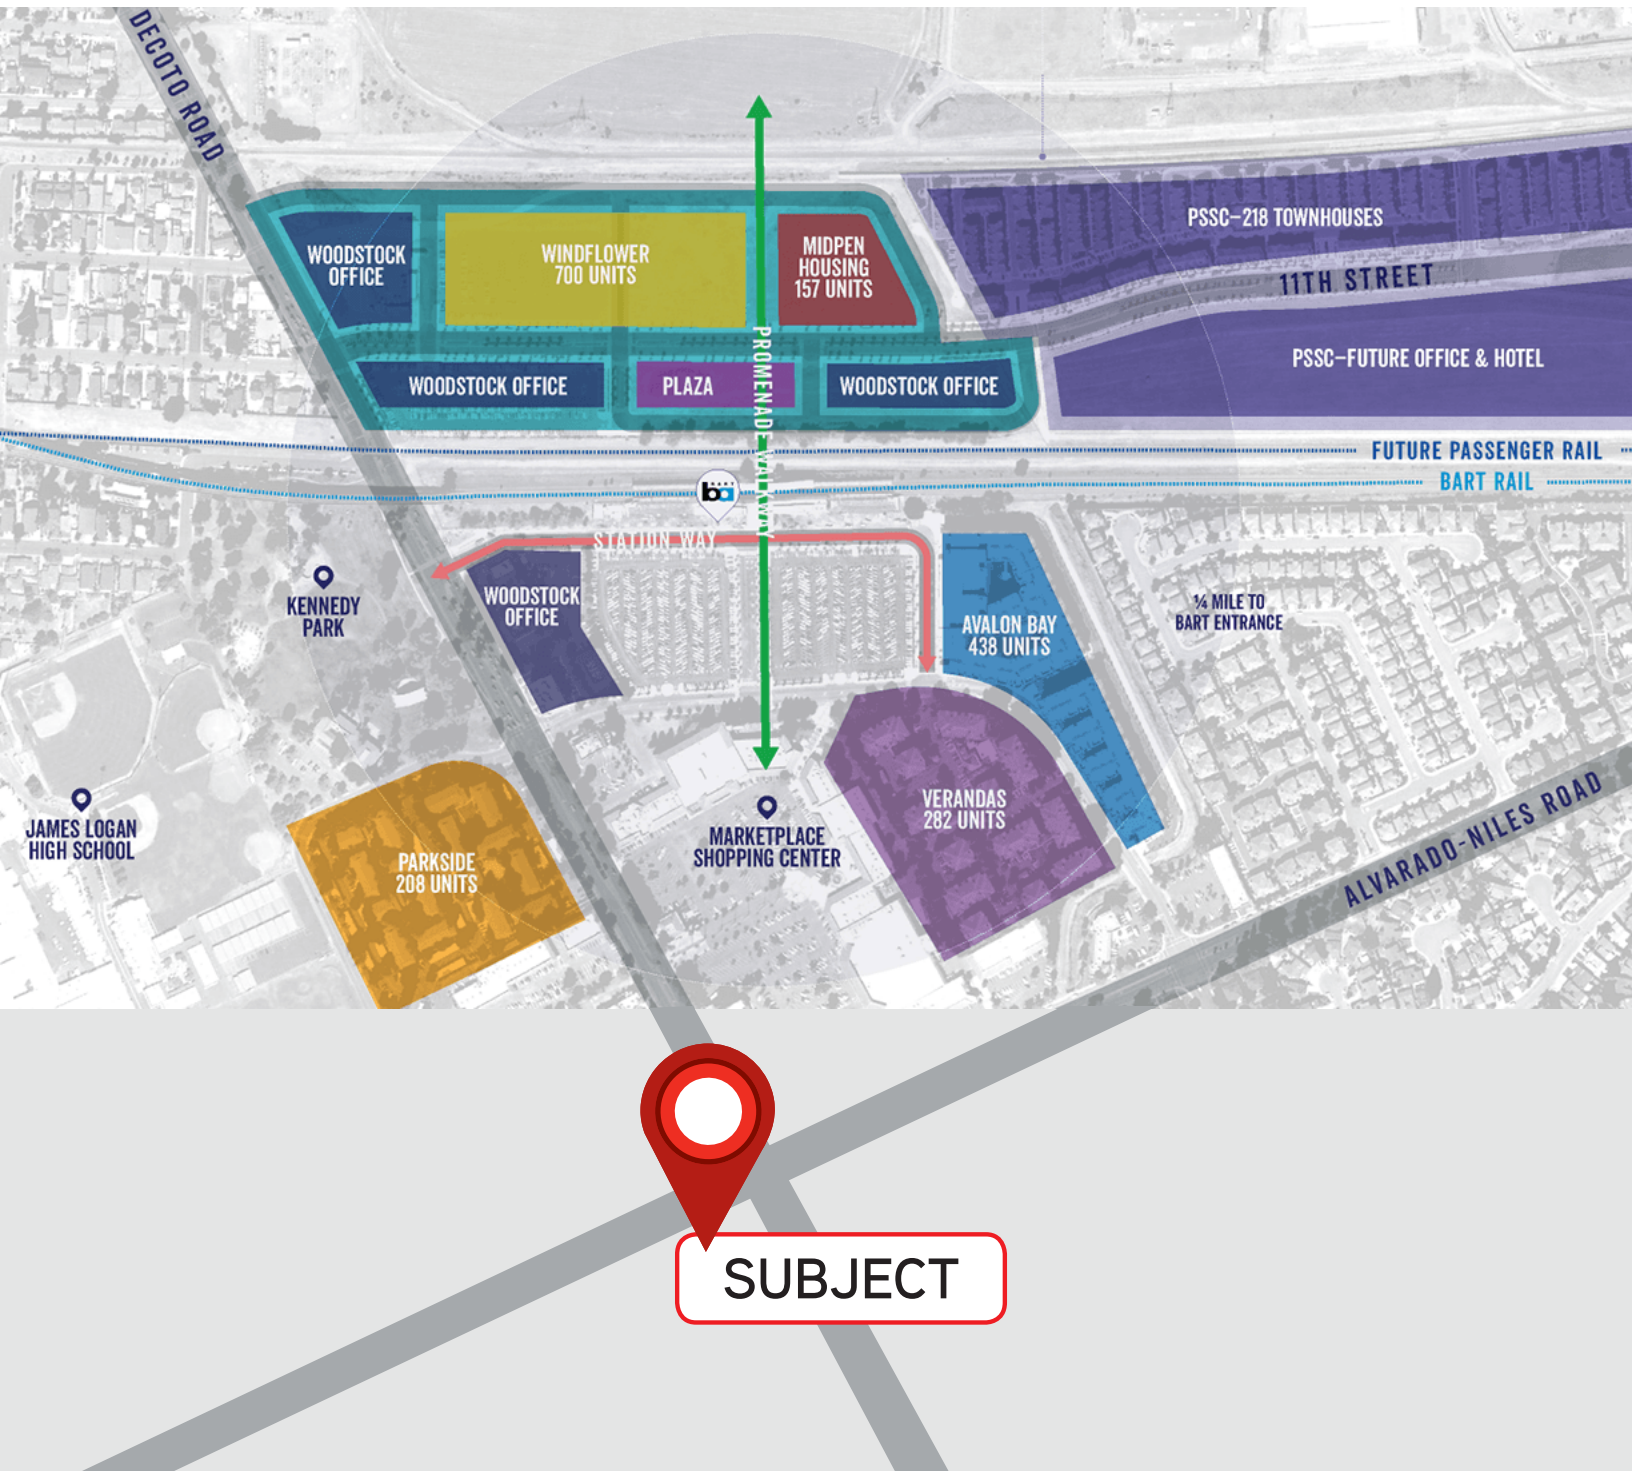 DECOTO ROAD
WOODSTOCK
OFFICE
WINDFLOWER
700 UNITS
MIDPEN
HOUSING
157 UNITS
PSSC–218 TOWNHOUSES
11TH STREET
PSSC–FUTURE OFFICE & HOTEL
WOODSTOCK OFFICE
PLAZA
PROMENADE WALKWAY
WOODSTOCK OFFICE
FUTURE PASSENGER RAIL
BART RAIL
ba
STATION WAY
WOODSTOCK
OFFICE
KENNEDY
PARK
AVALON BAY
438 UNITS
¼ MILE TO
BART ENTRANCE
JAMES LOGAN
HIGH SCHOOL
PARKSIDE
208 UNITS
MARKETPLACE
SHOPPING CENTER
VERANDAS
282 UNITS
ALVARADO-NILES ROAD
SUBJECT